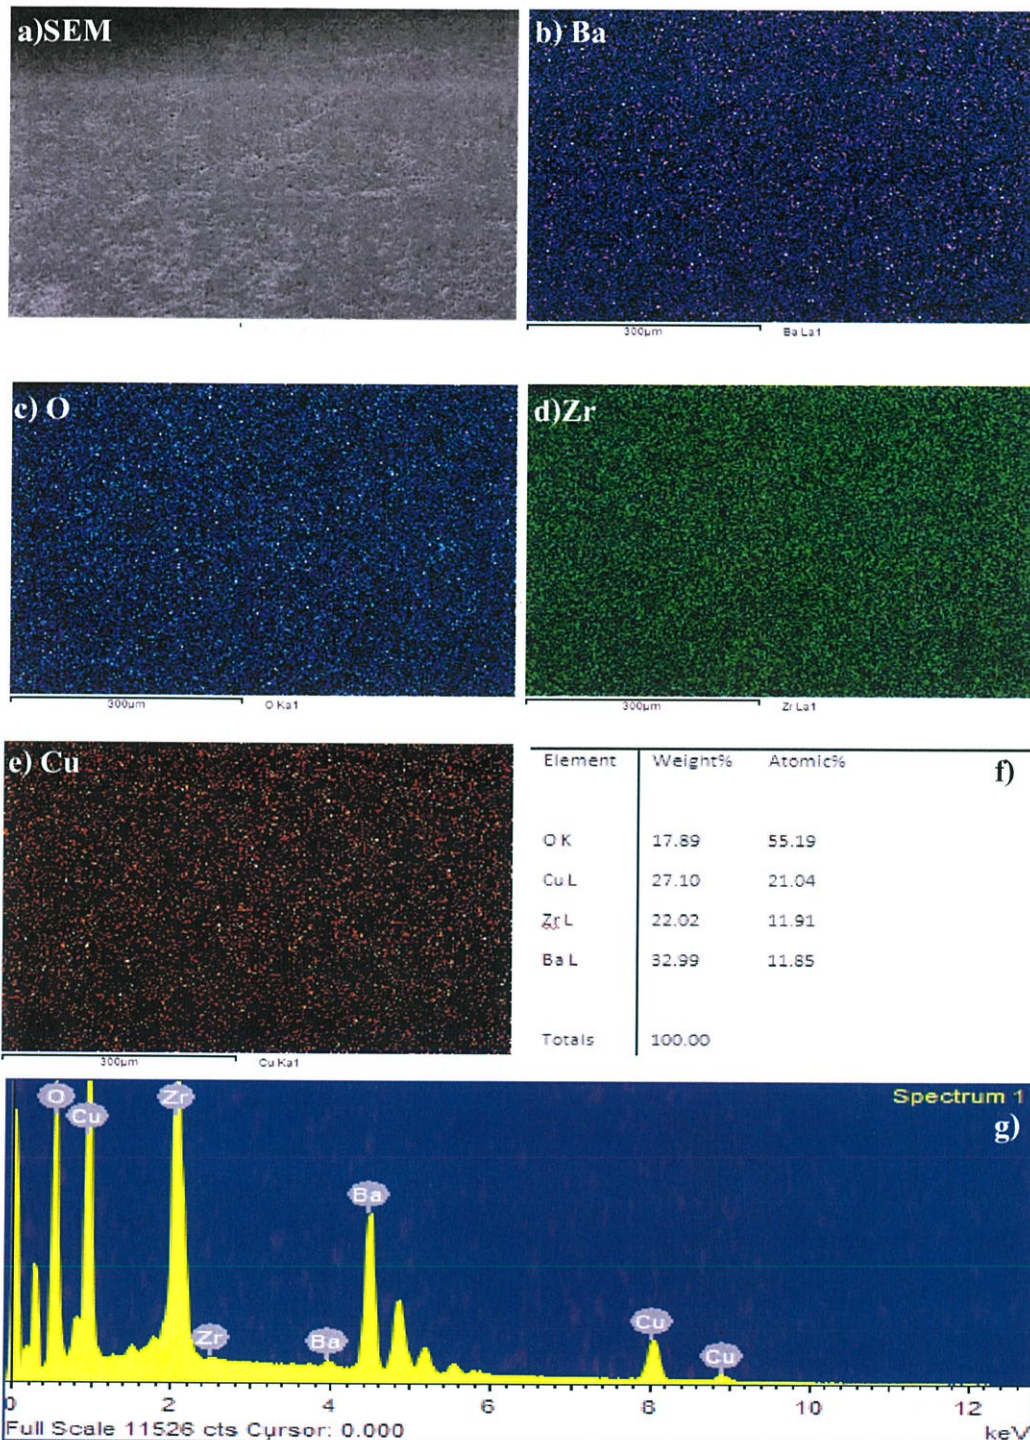 a)SEM
b) Ba
300µm
Ba La1
c) O
d)Zr
300µm
O Ka1
300µm
Zr La1
e) Cu
300µm
Cu Ka1
f)
Element Weight% Atomic%
O K 17.89 55.19
Cu L 27.10 21.04
Zr L 22.02 11.91
Ba L 32.99 11.85
Totals 100.00
Spectrum 1
g)
O
Cu
Zr
Zr
Ba
Ba
Cu
Cu
0 2 4 6 8 10 12
Full Scale 11526 cts Cursor: 0.000
keV